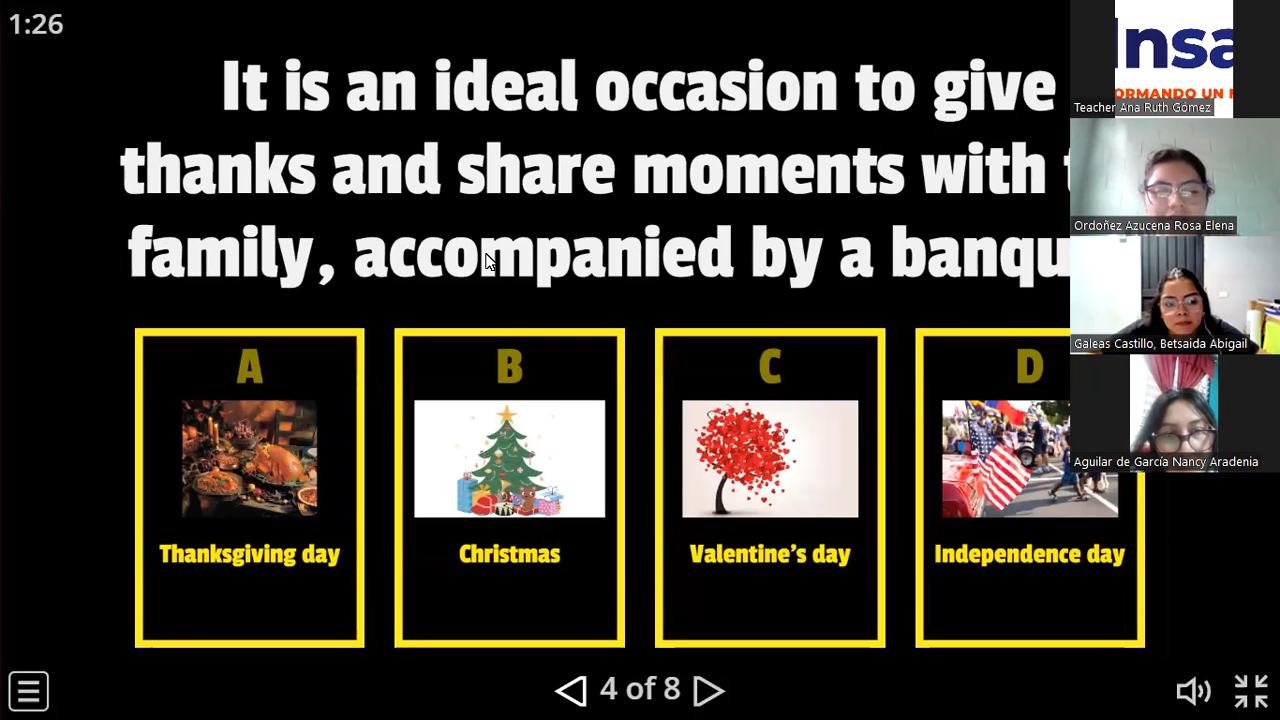 1:26
It is an ideal occasion to give
thanks and share moments with
family, accompanied by a
A
B
C
D
Thanksgiving day
Christmas
Valentine's day
Independence day
4 of 8
Teacher Ana Ruth Gómez
Ordoñez Azucena Rosa Elena
Galeas Castillo, Betsaida Abigail
Aguilar de García Nancy Aradenia